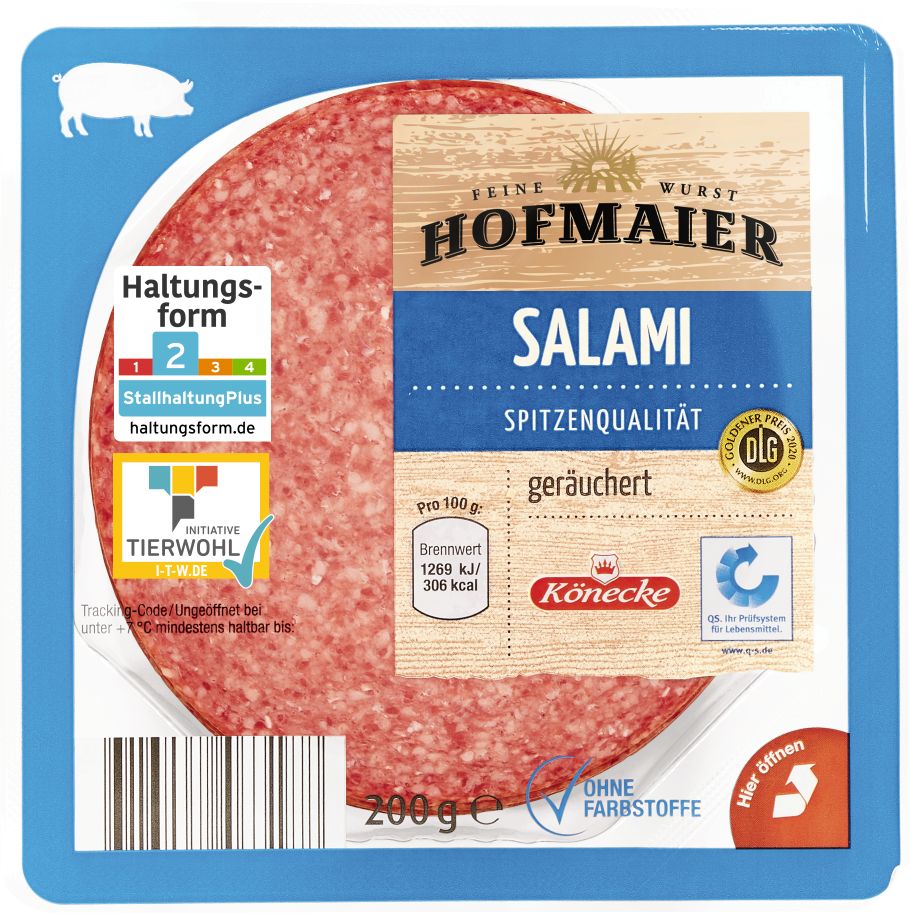 FEINE WURST
HOFMAIER
SALAMI
SPITZENQUALITÄT
GOLDENER PREIS 2020
DLG
WWW.DLG.ORG
geräuchert
Pro 100 g:
Brennwert
1269 kJ/
306 kcal
Könecke
QS. Ihr Prüfsystem
für Lebensmittel.
www.q-s.de
Haltungs-
form
1 2 3 4
StallhaltungPlus
haltungsform.de
INITIATIVE
TIERWOHL
I-T-W.DE
Tracking-Code/Ungeöffnet bei
unter +7 °C mindestens haltbar bis:
200 g ℮
OHNE
FARBSTOFFE
Hier öffnen